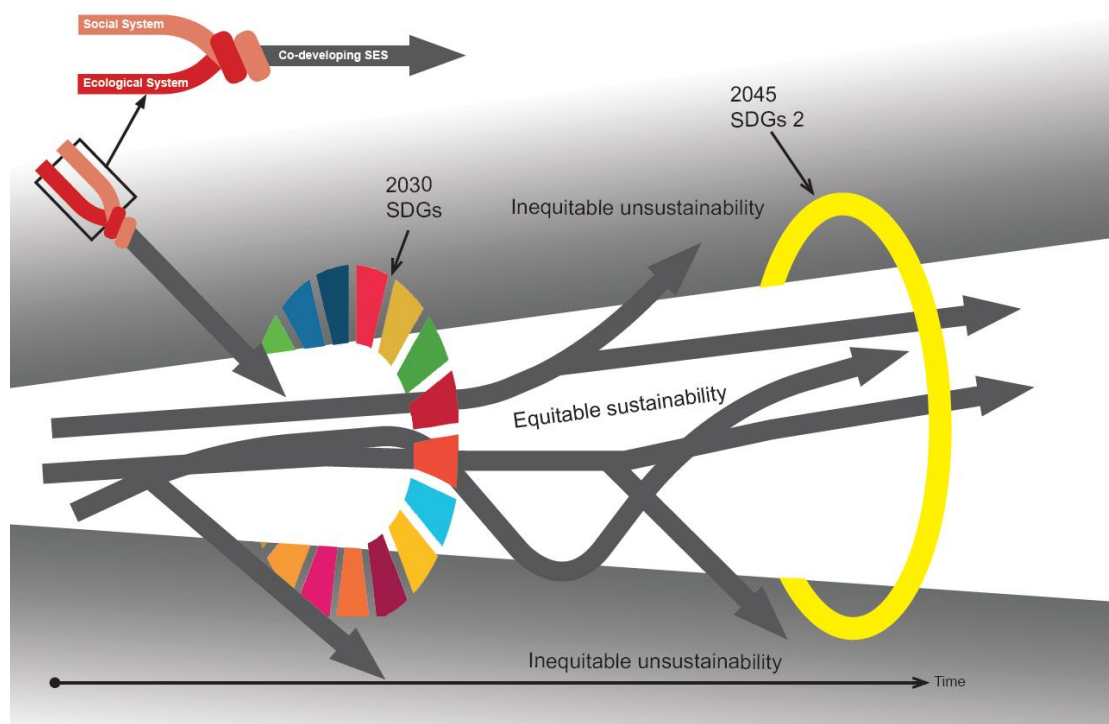 Social System
Co-developing SES
Ecological System
2045
SDGs 2
2030
SDGs
Inequitable unsustainability
Equitable sustainability
Inequitable unsustainability
Time